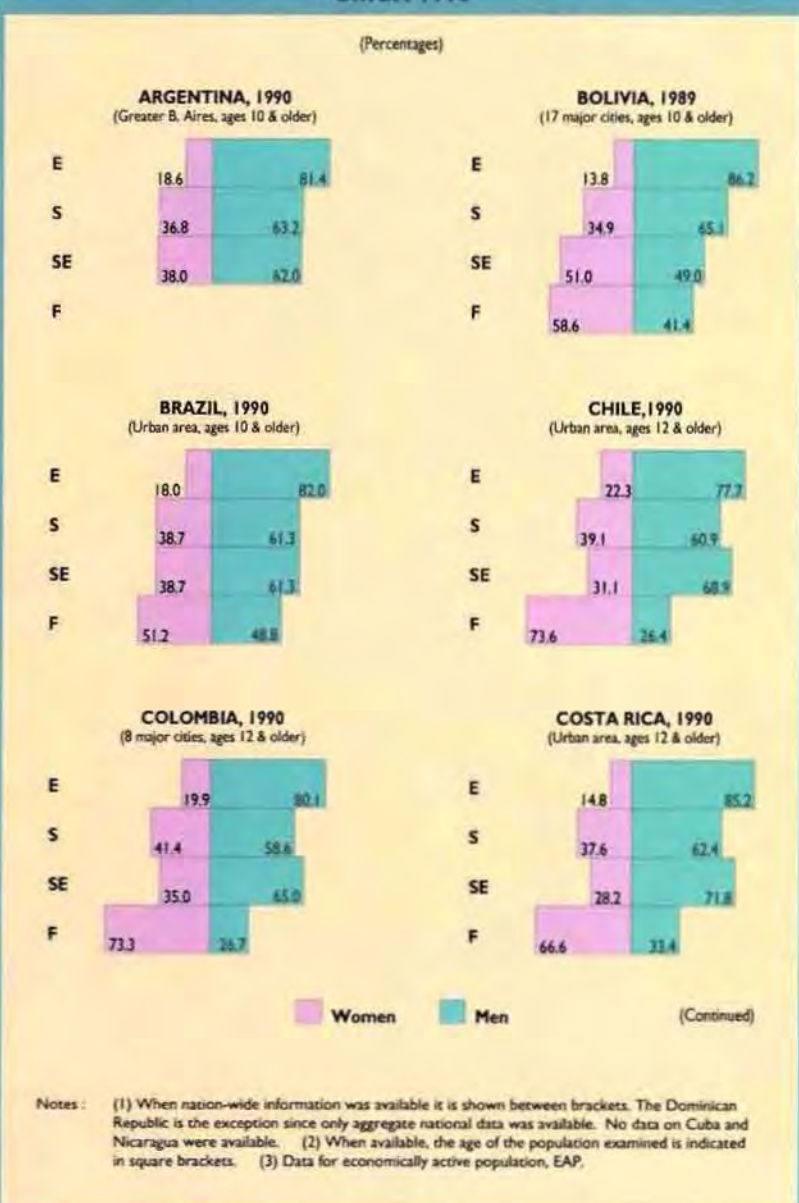 (Percentages)
ARGENTINA, 1990
(Greater B. Aires, ages 10 & older)
E
18.6
81.4
S
36.8
63.2
SE
38.0
62.0
F
BOLIVIA, 1989
(17 major cities, ages 10 & older)
E
13.8
86.2
S
34.9
65.1
SE
51.0
49.0
F
58.6
41.4
BRAZIL, 1990
(Urban area, ages 10 & older)
E
18.0
82.0
S
38.7
61.3
SE
38.7
61.3
F
51.2
48.8
CHILE,1990
(Urban area, ages 12 & older)
E
22.3
77.7
S
39.1
60.9
SE
31.1
68.9
F
73.6
26.4
COLOMBIA, 1990
(8 major cities, ages 12 & older)
E
19.9
80.1
S
41.4
58.6
SE
35.0
65.0
F
73.3
26.7
COSTA RICA, 1990
(Urban area, ages 12 & older)
E
14.8
85.2
S
37.6
62.4
SE
28.2
71.8
F
66.6
33.4
Women
Men
(Continued)
Notes : (1) When nation-wide information was available it is shown between brackets. The Dominican
Republic is the exception since only aggregate national data was available. No data on Cuba and
Nicaragua were available. (2) When available, the age of the population examined is indicated
in square brackets. (3) Data for economically active population, EAP.